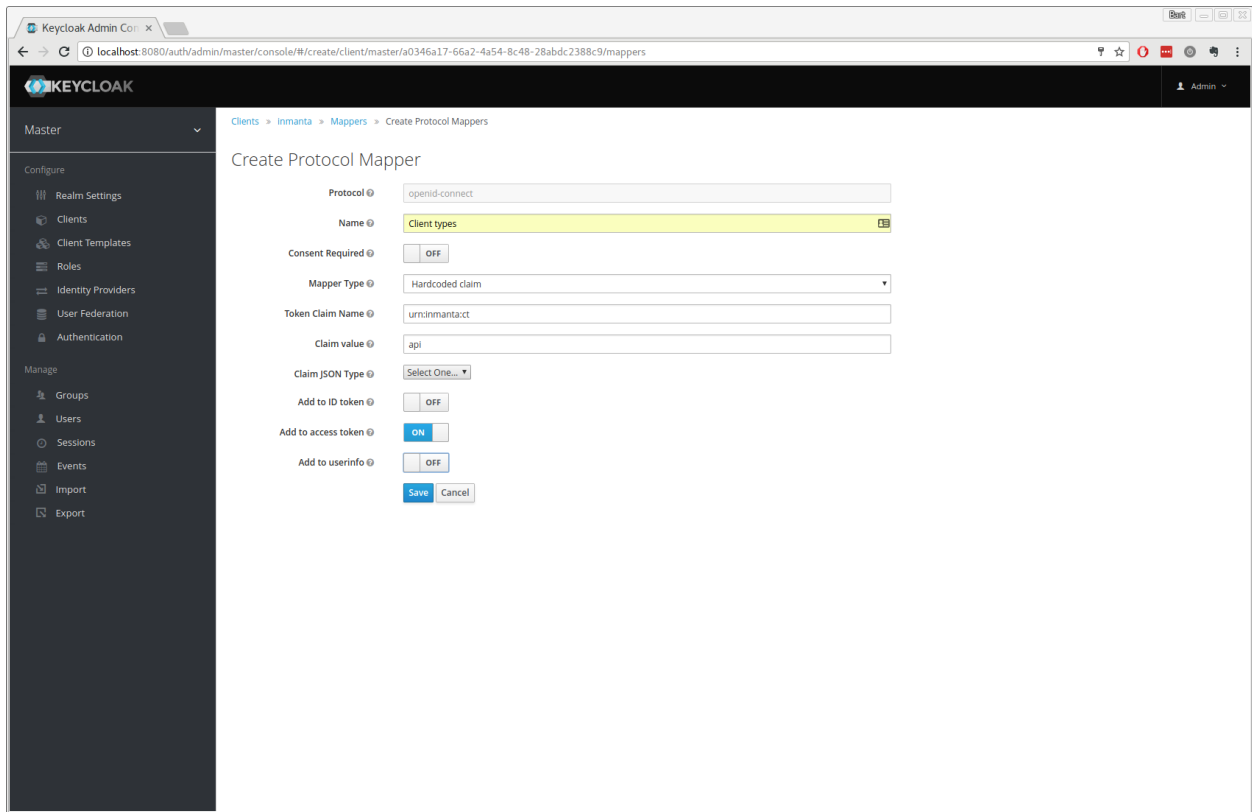 Bart
Keycloak Admin Con
localhost:8080/auth/admin/master/console/#/create/client/master/a0346a17-66a2-4a54-8c48-28abdc2388c9/mappers
KEYCLOAK
Admin
Master
Configure
Realm Settings
Clients
Client Templates
Roles
Identity Providers
User Federation
Authentication
Manage
Groups
Users
Sessions
Events
Import
Export
Clients » Inmanta » Mappers » Create Protocol Mappers
Create Protocol Mapper
Protocol openid-connect
Name Client types
Consent Required OFF
Mapper Type Hardcoded claim
Token Claim Name urn:inmanta:ct
Claim value api
Claim JSON Type Select One...
Add to ID token OFF
Add to access token ON
Add to userinfo OFF
Save Cancel